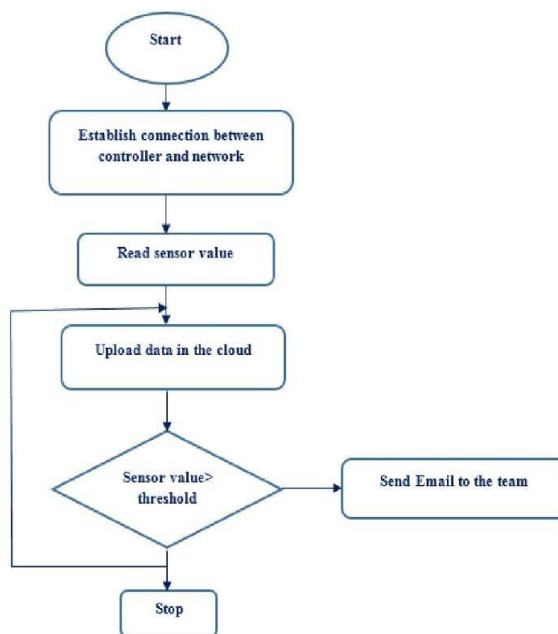 Start
Establish connection between
controller and network
Read sensor value
Upload data in the cloud
Sensor value>
threshold
Send Email to the team
Stop